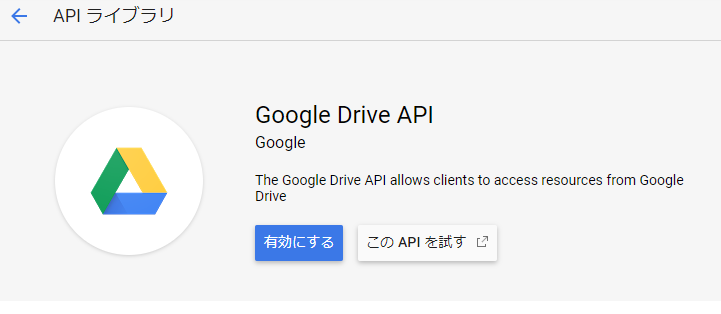 API ライブラリ
Google Drive API
Google
The Google Drive API allows clients to access resources from Google
Drive
有効にする
この API を試す